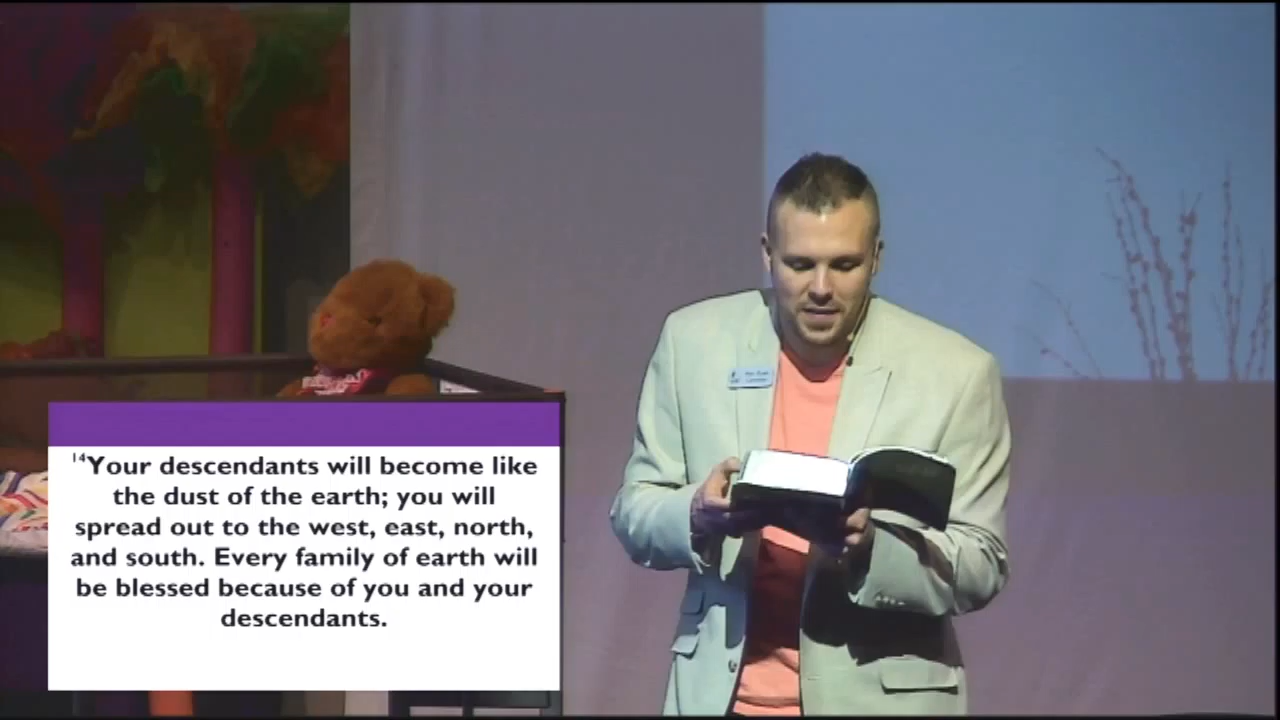 ¹⁴Your descendants will become like
the dust of the earth; you will
spread out to the west, east, north,
and south. Every family of earth will
be blessed because of you and your
descendants.